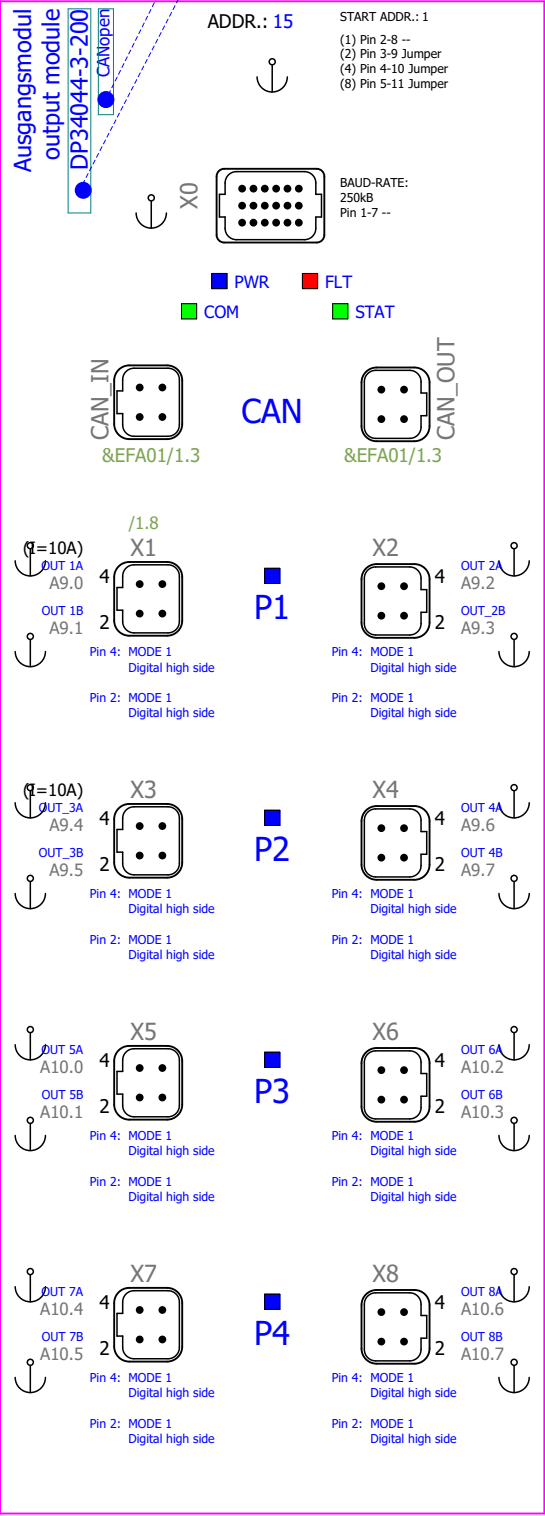 Ausgangsmodul
output module
DP34044-3-200
CANopen
ADDR.: 15
START ADDR.: 1
(1) Pin 2-8 --
(2) Pin 3-9 Jumper
(4) Pin 4-10 Jumper
(8) Pin 5-11 Jumper
X0
BAUD-RATE:
250kB
Pin 1-7 --
PWR
FLT
COM
STAT
CAN_IN
CAN
CAN_OUT
&EFA01/1.3
&EFA01/1.3
/1.8
(I=10A)
X1
X2
OUT 1A
A9.0
4
OUT 1B
A9.1
2
P1
4
OUT 2A
A9.2
2
OUT_2B
A9.3
Pin 4: MODE 1
Digital high side
Pin 2: MODE 1
Digital high side
Pin 4: MODE 1
Digital high side
Pin 2: MODE 1
Digital high side
(I=10A)
X3
X4
OUT_3A
A9.4
4
OUT_3B
A9.5
2
P2
4
OUT 4A
A9.6
2
OUT 4B
A9.7
Pin 4: MODE 1
Digital high side
Pin 2: MODE 1
Digital high side
Pin 4: MODE 1
Digital high side
Pin 2: MODE 1
Digital high side
X5
X6
OUT 5A
A10.0
4
OUT 5B
A10.1
2
P3
4
OUT 6A
A10.2
2
OUT 6B
A10.3
Pin 4: MODE 1
Digital high side
Pin 2: MODE 1
Digital high side
Pin 4: MODE 1
Digital high side
Pin 2: MODE 1
Digital high side
X7
X8
OUT 7A
A10.4
4
OUT 7B
A10.5
2
P4
4
OUT 8A
A10.6
2
OUT 8B
A10.7
Pin 4: MODE 1
Digital high side
Pin 2: MODE 1
Digital high side
Pin 4: MODE 1
Digital high side
Pin 2: MODE 1
Digital high side